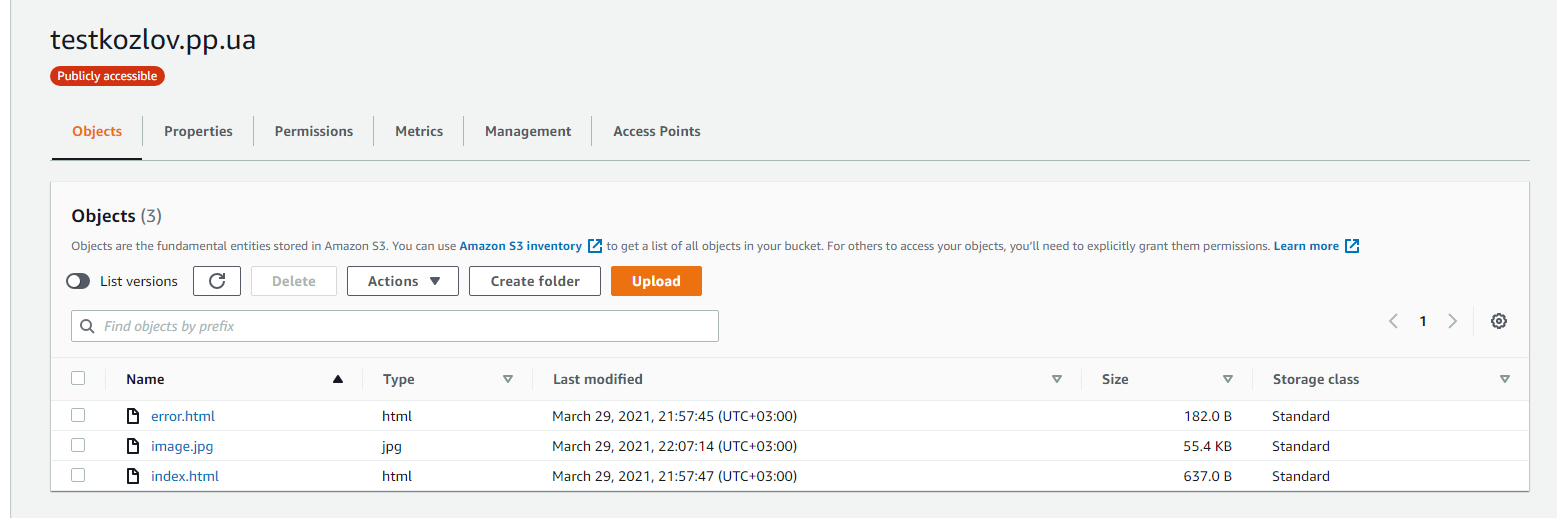 testkozlov.pp.ua
Publicly accessible
Objects Properties Permissions Metrics Management Access Points
Objects (3)
Objects are the fundamental entities stored in Amazon S3. You can use Amazon S3 inventory to get a list of all objects in your bucket. For others to access your objects, you'll need to explicitly grant them permissions. Learn more
List versions Delete Actions Create folder Upload
Find objects by prefix 1
Name Type Last modified Size Storage class
error.html html March 29, 2021, 21:57:45 (UTC+03:00) 182.0 B Standard
image.jpg jpg March 29, 2021, 22:07:14 (UTC+03:00) 55.4 KB Standard
index.html html March 29, 2021, 21:57:47 (UTC+03:00) 637.0 B Standard